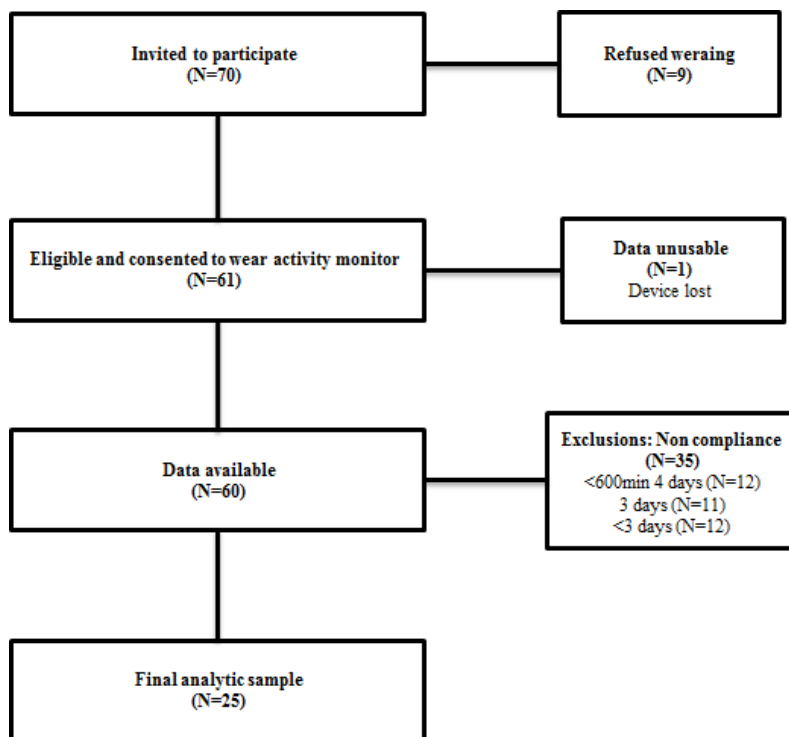 Invited to participate
(N=70)
Refused weraing
(N=9)
Eligible and consented to wear activity monitor
(N=61)
Data unusable
(N=1)
Device lost
Data available
(N=60)
Exclusions: Non compliance
(N=35)
<600min 4 days (N=12)
3 days (N=11)
<3 days (N=12)
Final analytic sample
(N=25)